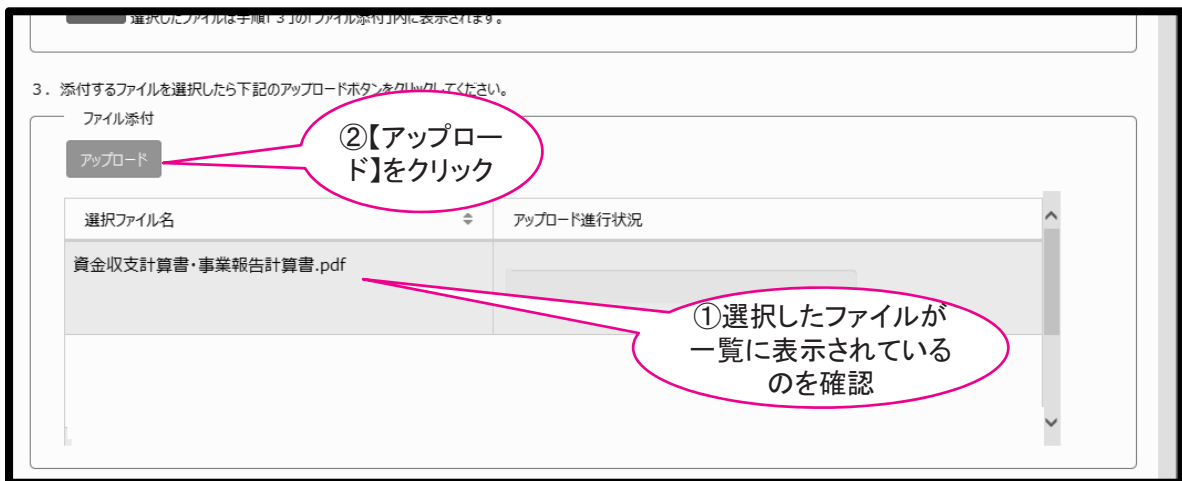 選択したファイルは手順「3」の「ファイル添付」内に表示されます。
3. 添付するファイルを選択したら下記のアップロードボタンをクリックしてください。
ファイル添付
アップロード
②【アップロー
ド】をクリック
選択ファイル名
アップロード進行状況
資金収支計算書・事業報告計算書.pdf
①選択したファイルが
一覧に表示されている
のを確認